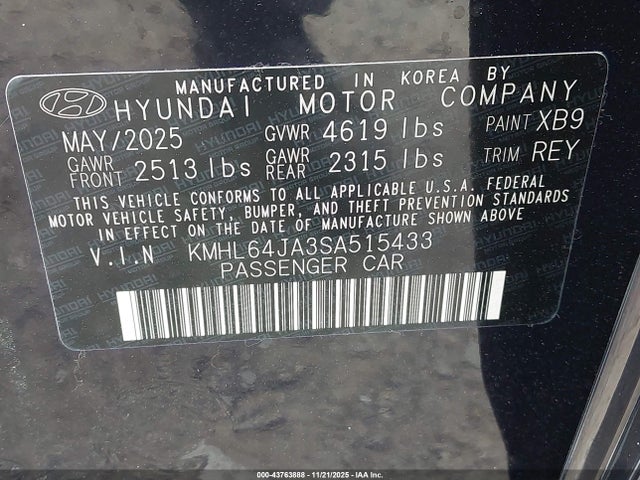 MANUFACTURED IN KOREA BY
HYUNDAI MOTOR COMPANY
MAY/2025 GVWR 4619 lbs PAINT XB9
GAWR FRONT 2513 lbs GAWR REAR 2315 lbs TRIM REY
THIS VEHICLE CONFORMS TO ALL APPLICABLE U.S.A. FEDERAL
MOTOR VEHICLE SAFETY, BUMPER, AND THEFT PREVENTION STANDARDS
IN EFFECT ON THE DATE OF MANUFACTURE SHOWN ABOVE.
V.I.N KMHL64JA3SA515433
PASSENGER CAR
000-43763888 - 11/21/2025 - IAA Inc.